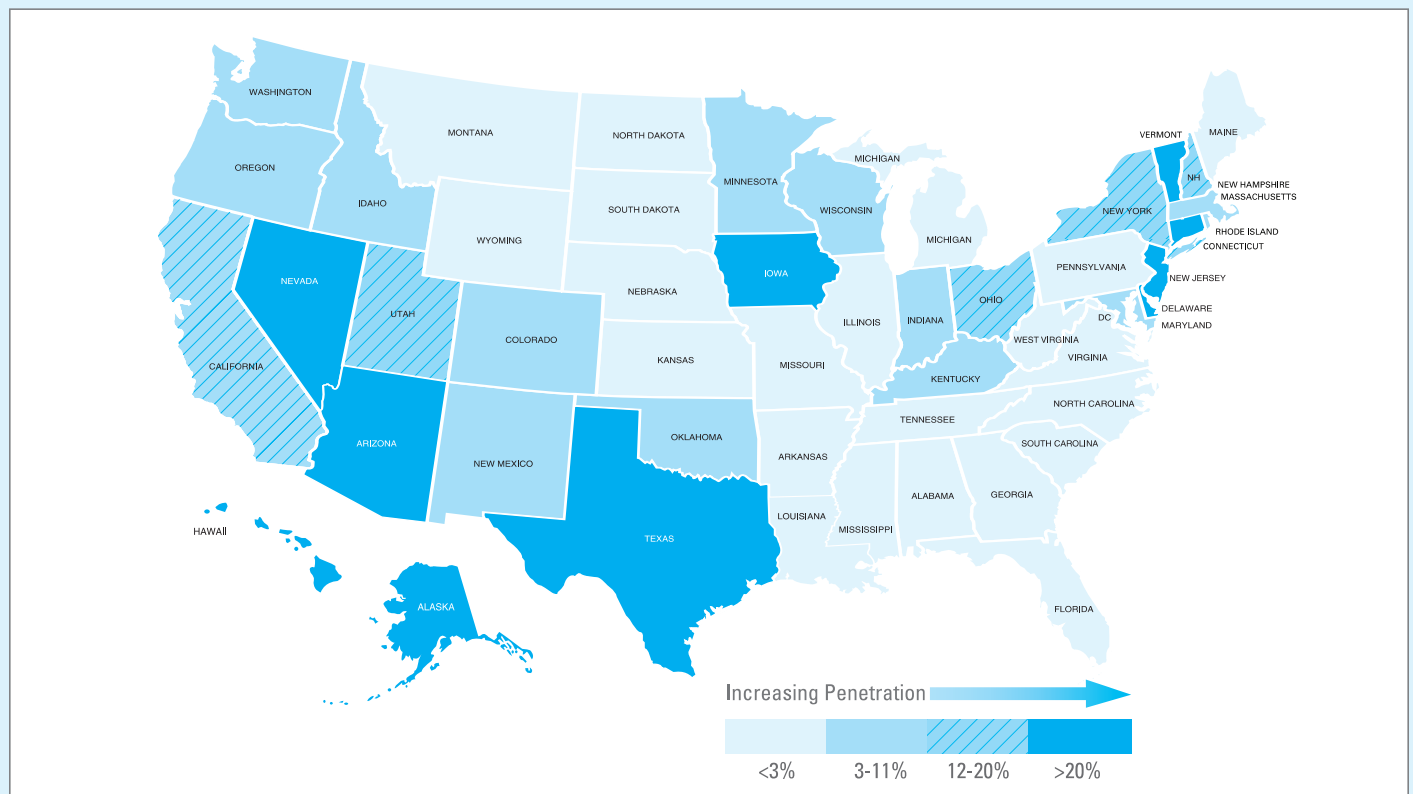 WASHINGTON
MONTANA
NORTH DAKOTA
MICHIGAN
VERMONT
MAINE
OREGON
IDAHO
MINNESOTA
NH
NEW HAMPSHIRE
MASSACHUSETTS
SOUTH DAKOTA
WISCONSIN
NEW YORK
WYOMING
MICHIGAN
RHODE ISLAND
CONNECTICUT
NEVADA
IOWA
PENNSYLVANIA
NEW JERSEY
NEBRASKA
UTAH
ILLINOIS
INDIANA
OHIO
DELAWARE
DC
MARYLAND
COLORADO
WEST VIRGINIA
VIRGINIA
CALIFORNIA
KANSAS
MISSOURI
KENTUCKY
NORTH CAROLINA
TENNESSEE
ARIZONA
OKLAHOMA
SOUTH CAROLINA
NEW MEXICO
ARKANSAS
ALABAMA
GEORGIA
LOUISIANA
MISSISSIPPI
HAWAII
TEXAS
ALASKA
FLORIDA
Increasing Penetration
<3% 3-11% 12-20% >20%